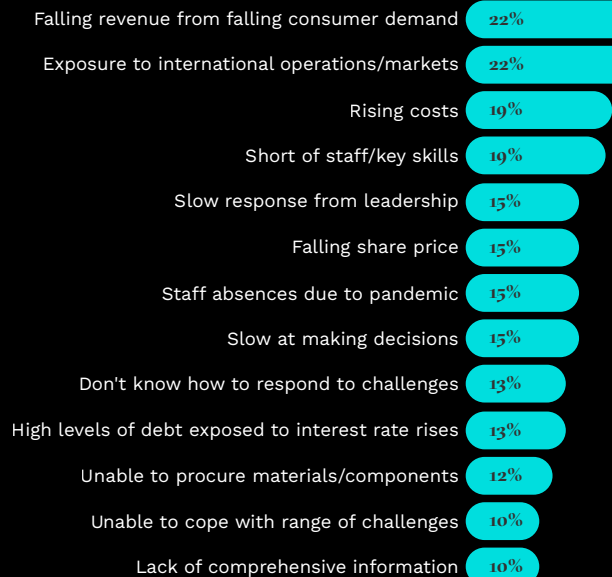 Falling revenue from falling consumer demand 22%
Exposure to international operations/markets 22%
Rising costs 19%
Short of staff/key skills 19%
Slow response from leadership 15%
Falling share price 15%
Staff absences due to pandemic 15%
Slow at making decisions 15%
Don't know how to respond to challenges 13%
High levels of debt exposed to interest rate rises 13%
Unable to procure materials/components 12%
Unable to cope with range of challenges 10%
Lack of comprehensive information 10%